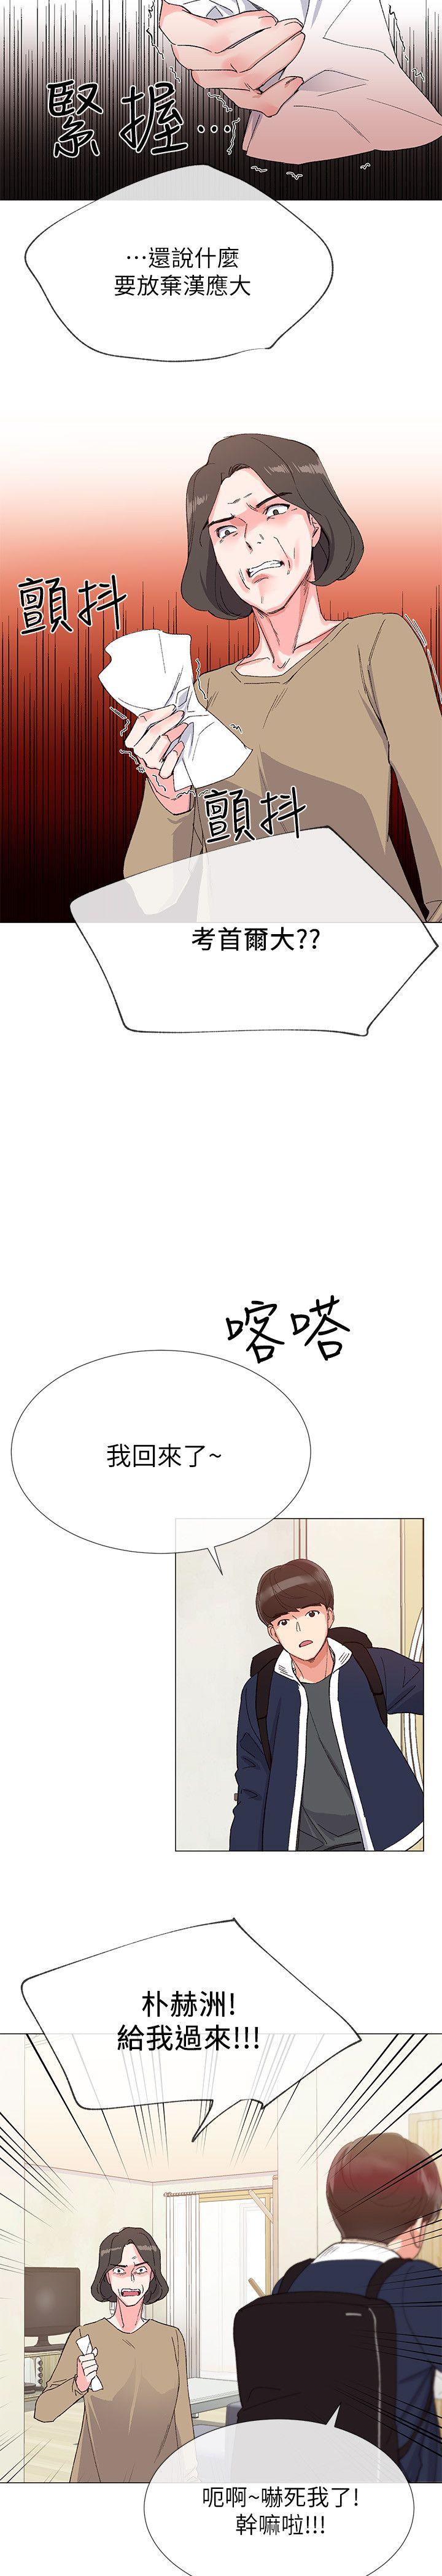 緊握…
…還說什麼
要放棄漢應大
顫抖
顫抖
考首爾大??
喀嗒
我回來了~
朴赫洲!
給我過來!!!
呃啊~嚇死我了!
幹嘛啦!!!